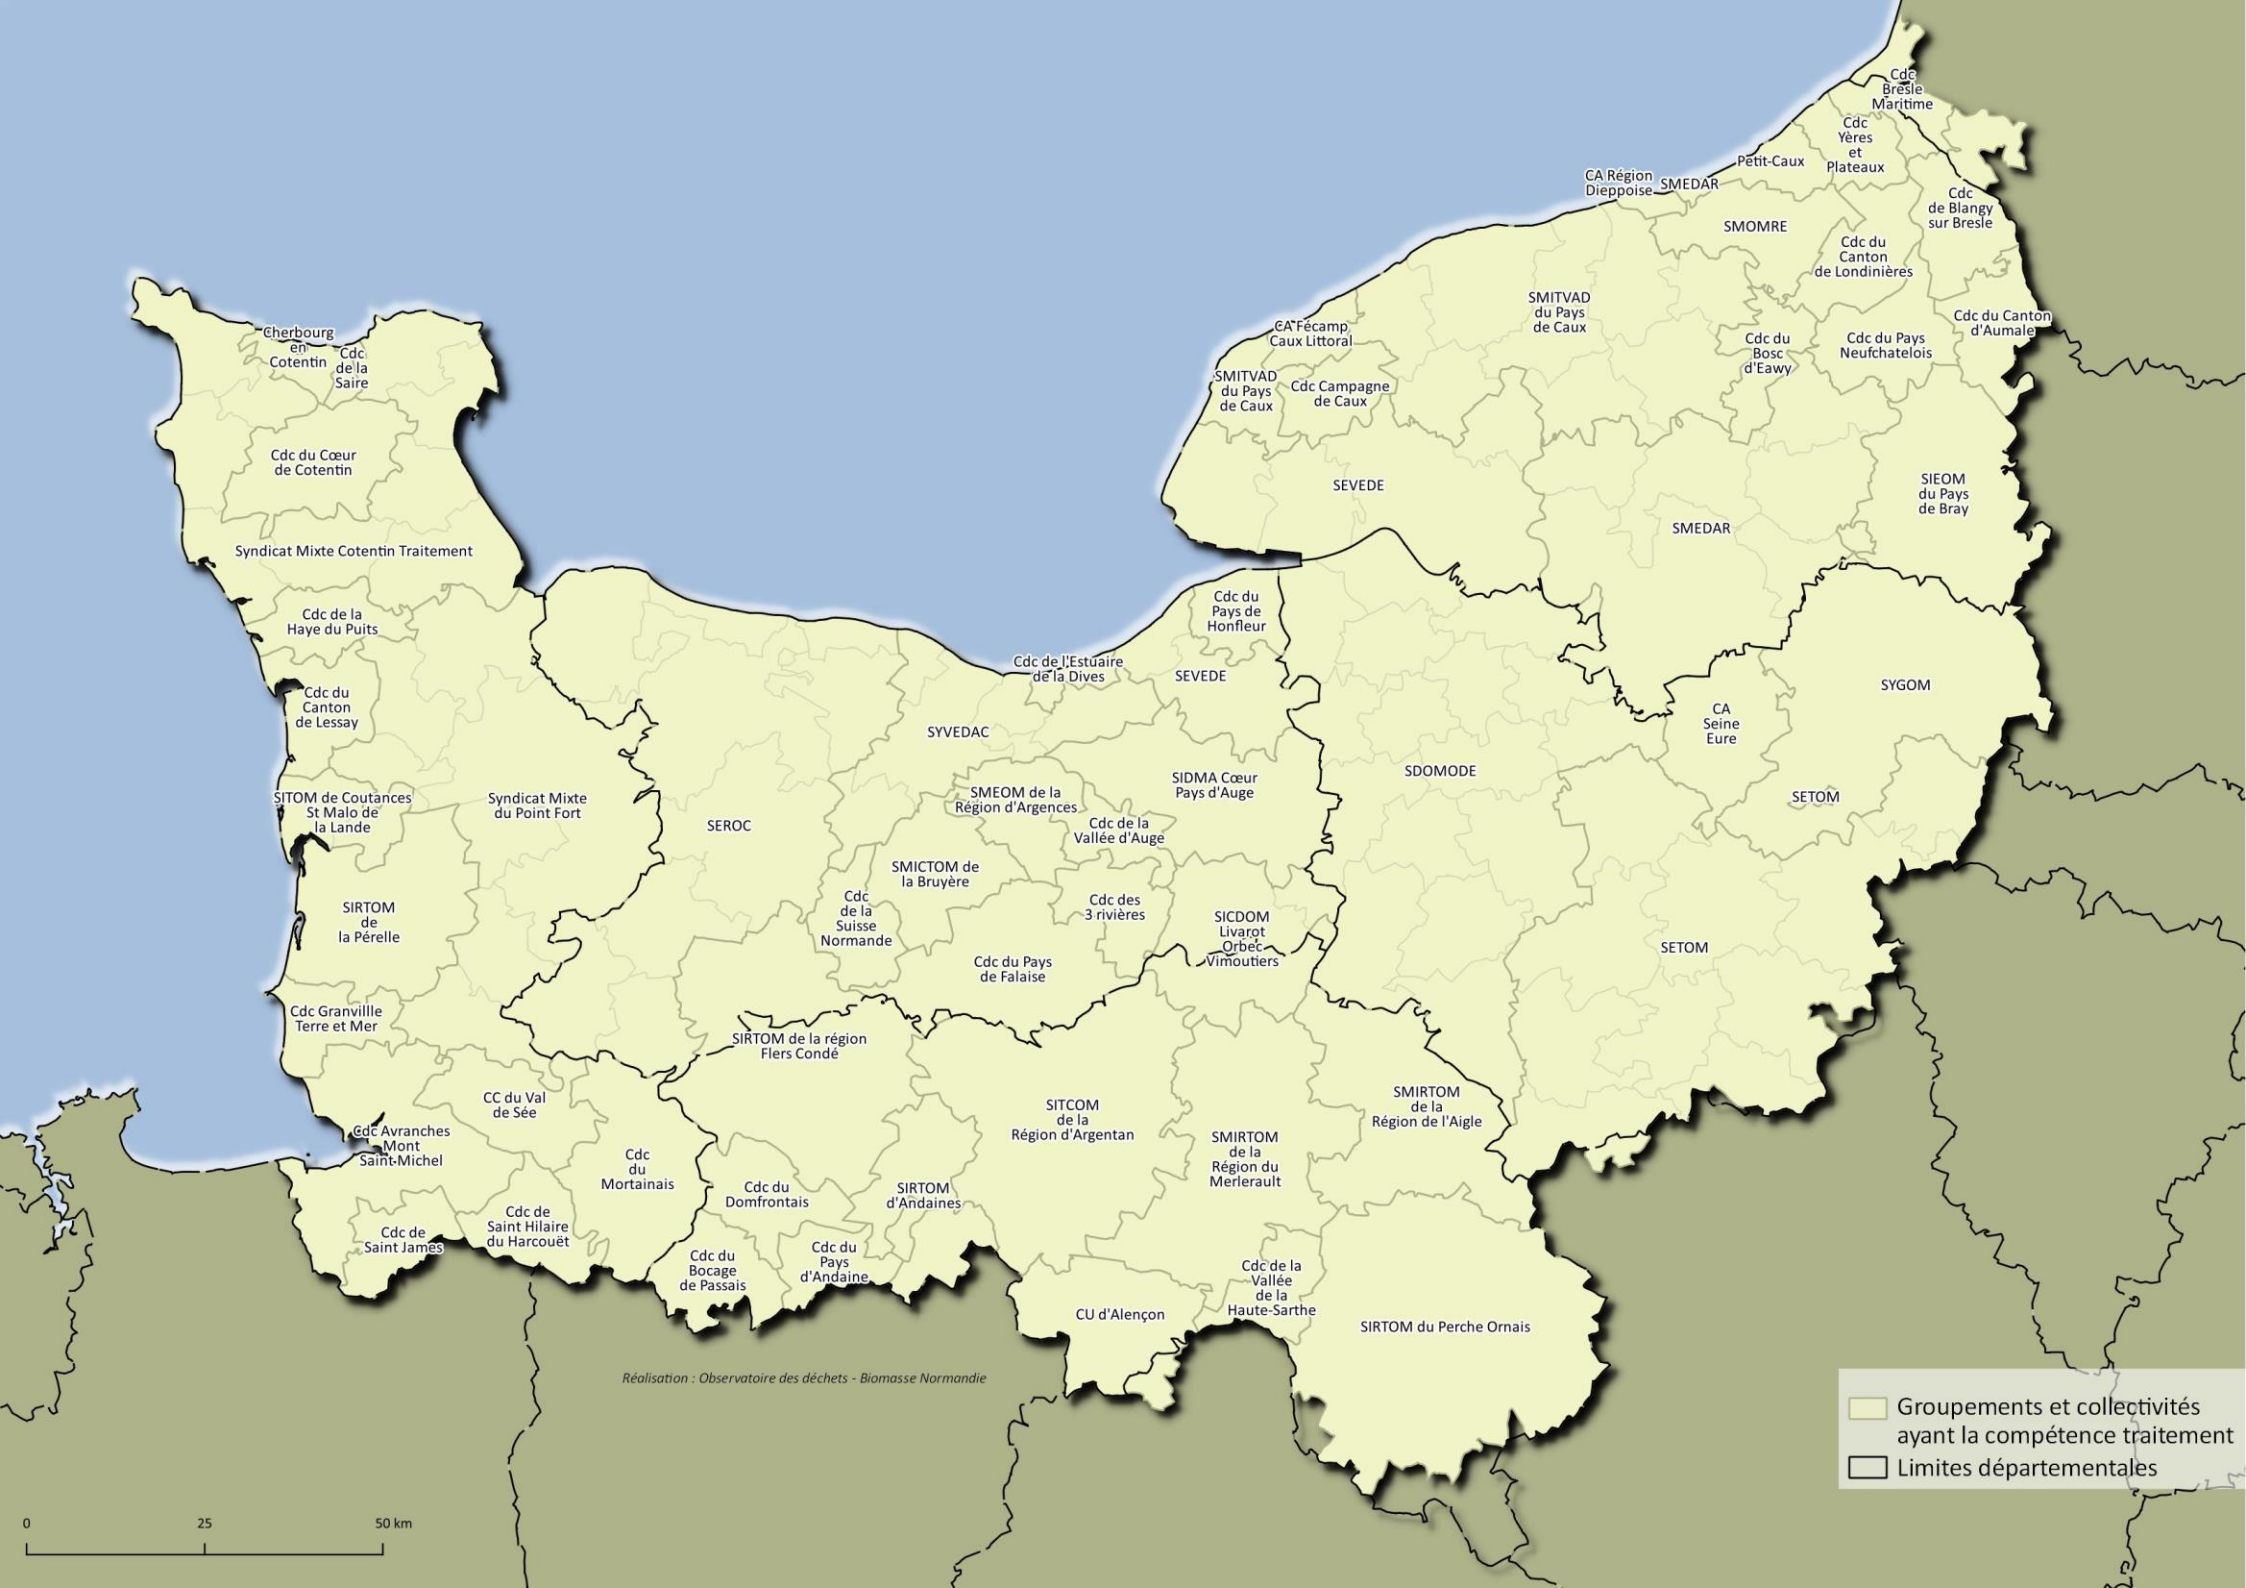 Cdc
Bresle
Maritime
Cdc
Yères
et
Plateaux
Petit-Caux
CA Région
Dieppoise
SMEDAR
Cdc
de Blangy
sur Bresle
SMOMRE
Cdc du
Canton
de Londinières
SMITVAD
du Pays
de Caux
Cdc du Canton
d'Aumale
CA Fécamp
Caux Littoral
Cdc du
Bosc
d'Eawy
Cdc du Pays
Neufchatelois
SMITVAD
du Pays
de Caux
Cdc Campagne
de Caux
Cherbourg
en
Cotentin
Cdc
de la
Saire
Cdc du Cœur
de Cotentin
SEVEDE
SIEOM
du Pays
de Bray
SMEDAR
Syndicat Mixte Cotentin Traitement
Cdc de la
Haye du Puits
Cdc du
Pays de
Honfleur
Cdc de l'Estuaire
de la Dives
SEVEDE
SYGOM
Cdc du
Canton
de Lessay
CA
Seine
Eure
SYVEDAC
SDOMODE
SIDMA Cœur
Pays d'Auge
SETOM
SITOM de Coutances
St Malo de
la Lande
Syndicat Mixte
du Point Fort
SMEOM de la
Région d'Argences
SEROC
Cdc de la
Vallée d'Auge
SMICTOM de
la Bruyère
SIRTOM
de
la Pérelle
Cdc
de la
Suisse
Normande
Cdc des
3 rivières
SICDOM
Livarot
Orbec
Vimoutiers
SETOM
Cdc du Pays
de Falaise
Cdc Granvillle
Terre et Mer
SIRTOM de la région
Flers Condé
CC du Val
de Sée
SITCOM
de la
Région d'Argentan
SMIRTOM
de la
Région de l'Aigle
Cdc Avranches
Mont
Saint-Michel
SMIRTOM
de la
Région du
Merlerault
Cdc
du
Mortainais
Cdc du
Domfrontais
SIRTOM
d'Andaines
Cdc de
Saint Hilaire
du Harcouët
Cdc de
Saint James
Cdc du
Bocage
de Passais
Cdc du
Pays
d'Andaine
Cdc de la
Vallée
de la
Haute-Sarthe
CU d'Alençon
SIRTOM du Perche Ornais
Réalisation : Observatoire des déchets - Biomasse Normandie
Groupements et collectivités
ayant la compétence traitement
Limites départementales
0 25 50 km